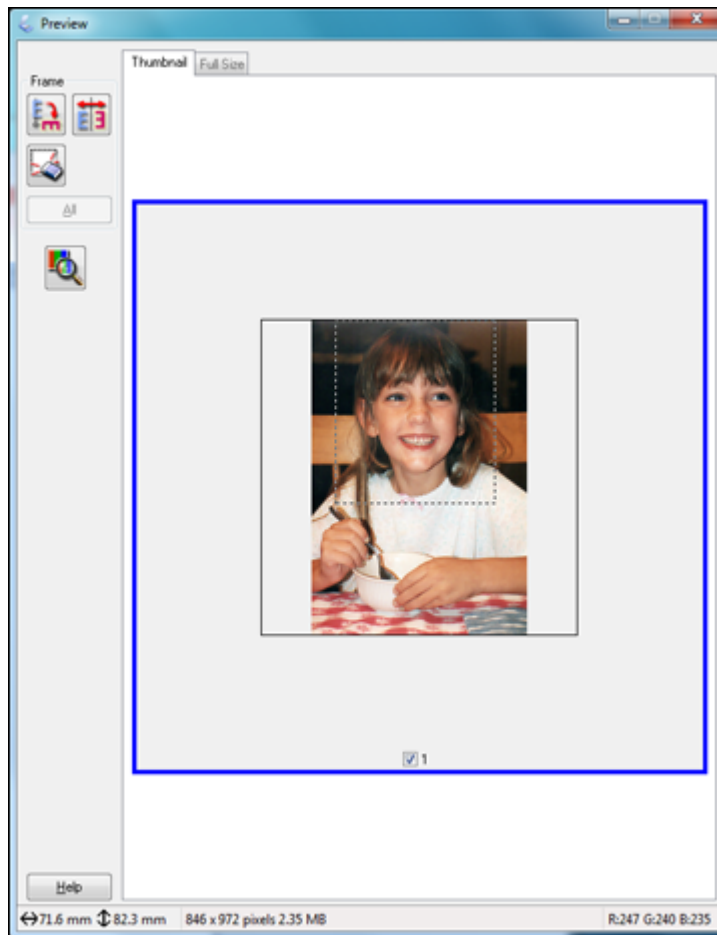 Preview
Thumbnail Full Size
Frame
All
1
Help
71.6 mm 82.3 mm 846 x 972 pixels 2.35 MB R:247 G:240 B:235